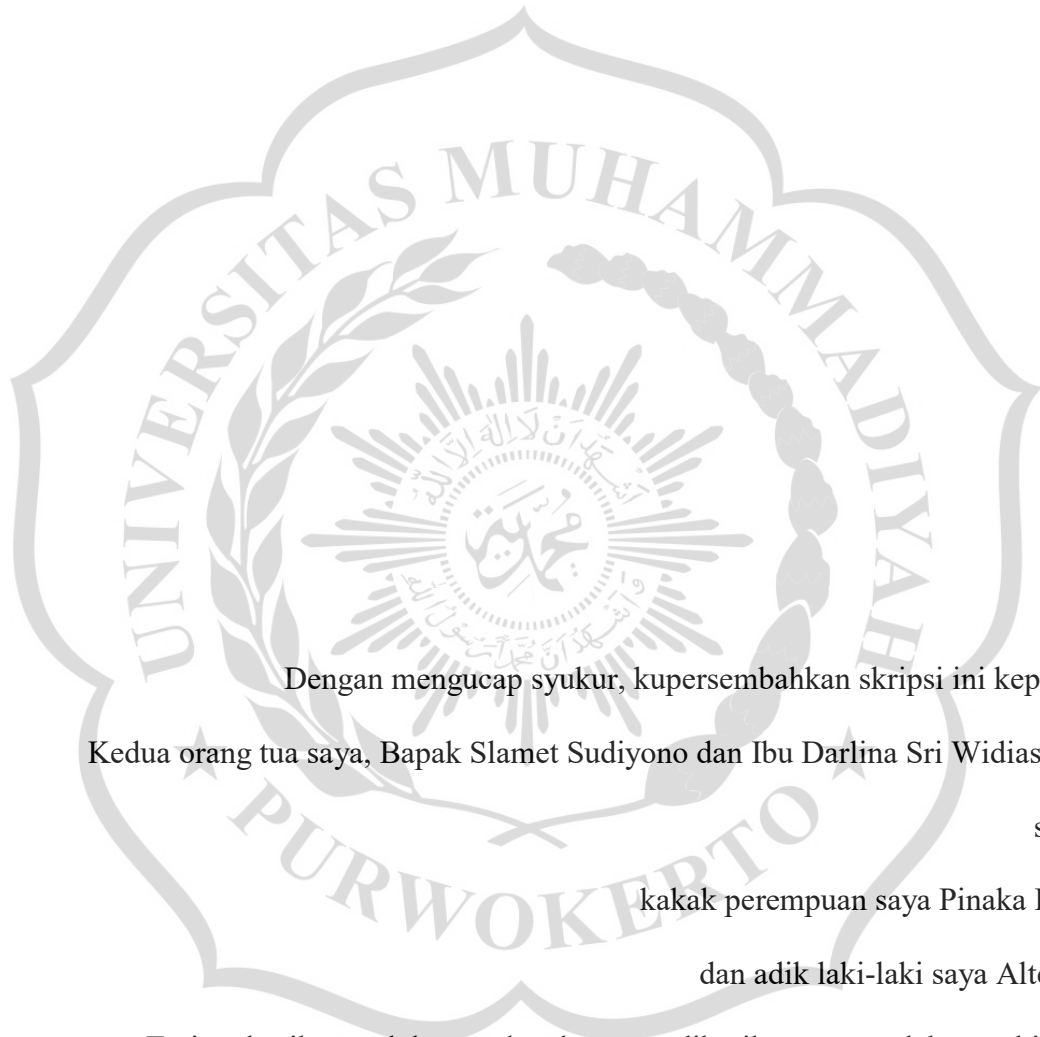 UNIVERSITAS MUHAMMADIYAH
PURWOKERTO
Dengan mengucap syukur, kupersembahkan skripsi ini kep
Kedua orang tua saya, Bapak Slamet Sudiyono dan Ibu Darlina Sri Widias
s
kakak perempuan saya Pinaka
dan adik laki-laki saya Alt